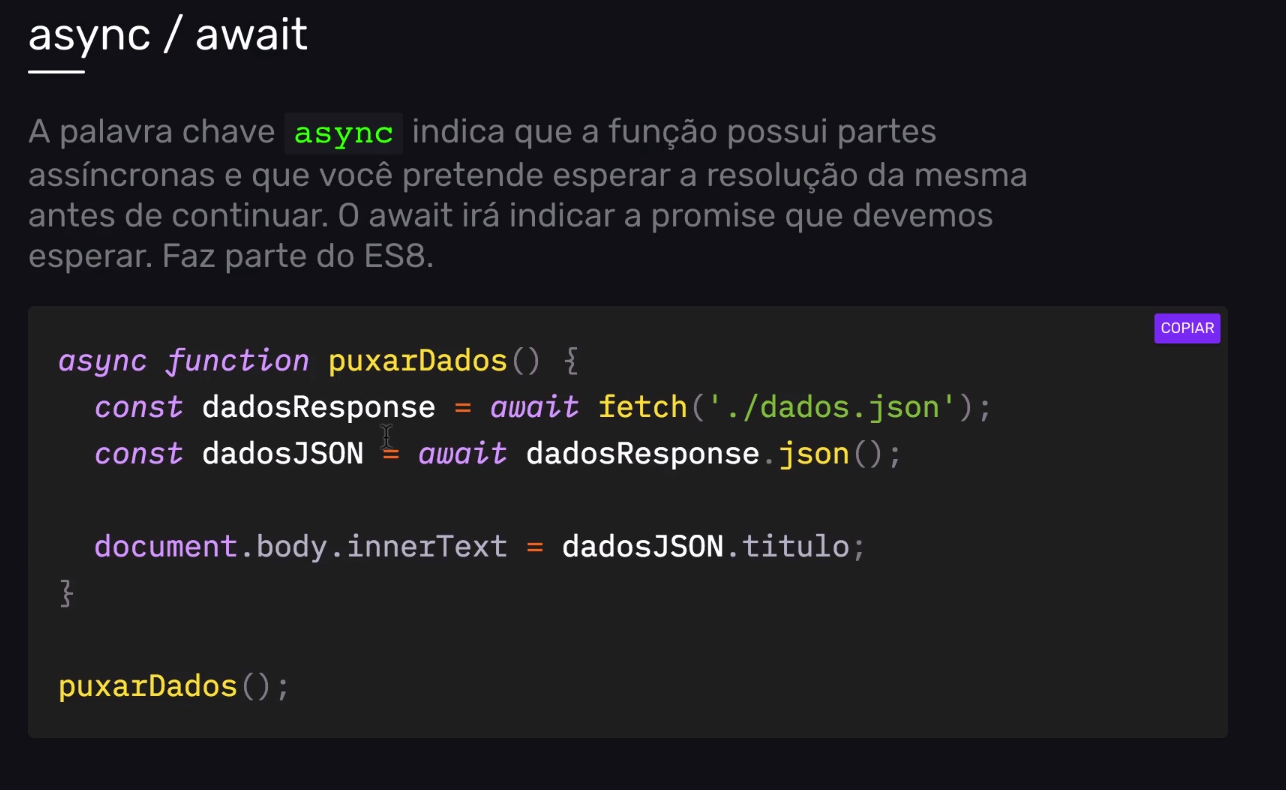 async / await
A palavra chave async indica que a função possui partes
assíncronas e que você pretende esperar a resolução da mesma
antes de continuar. O await irá indicar a promise que devemos
esperar. Faz parte do ES8.
COPIAR
async function puxarDados() {
  const dadosResponse = await fetch('./dados.json');
  const dadosJSON = await dadosResponse.json();
  document.body.innerText = dadosJSON.titulo;
}
puxarDados();